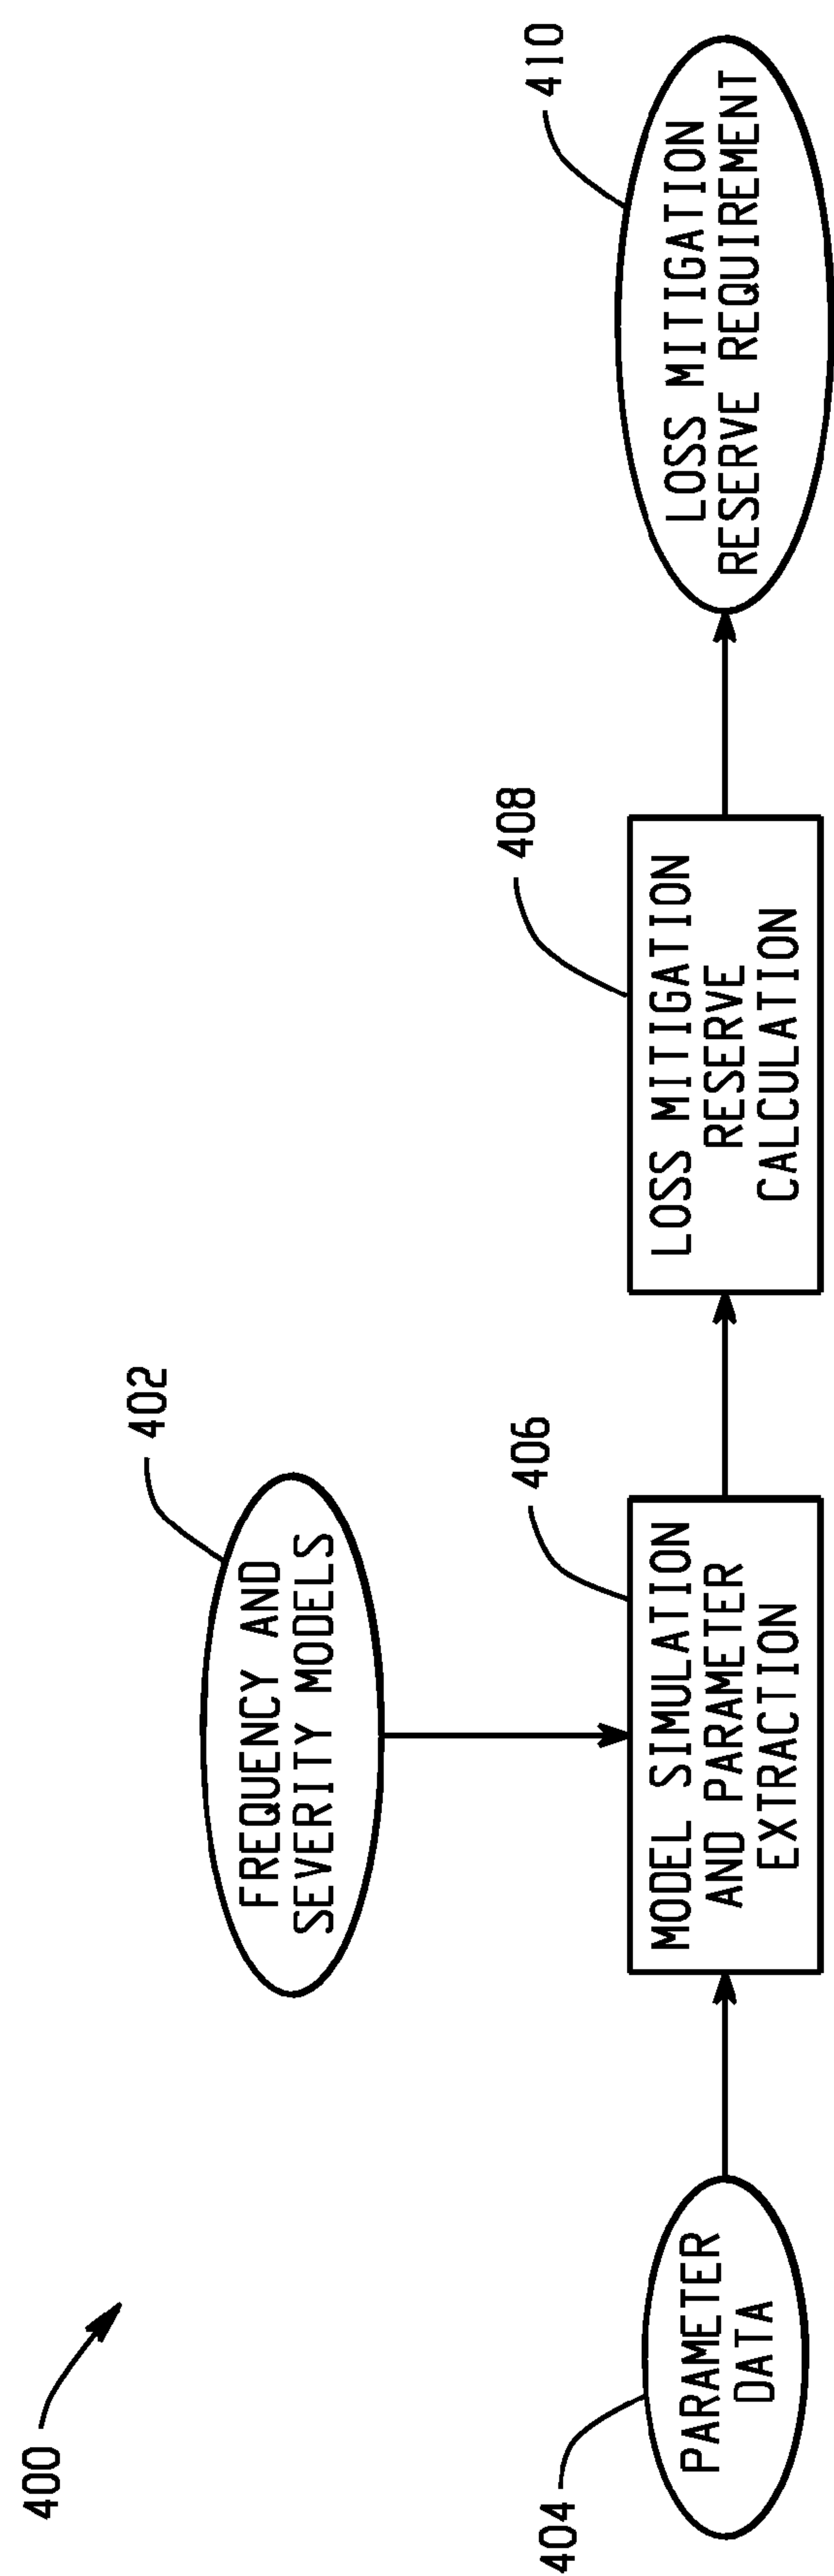 400
402
FREQUENCY AND
SEVERITY MODELS
404
PARAMETER
DATA
406
MODEL SIMULATION
AND PARAMETER
EXTRACTION
408
LOSS MITIGATION
RESERVE
CALCULATION
410
LOSS MITIGATION
RESERVE REQUIREMENT